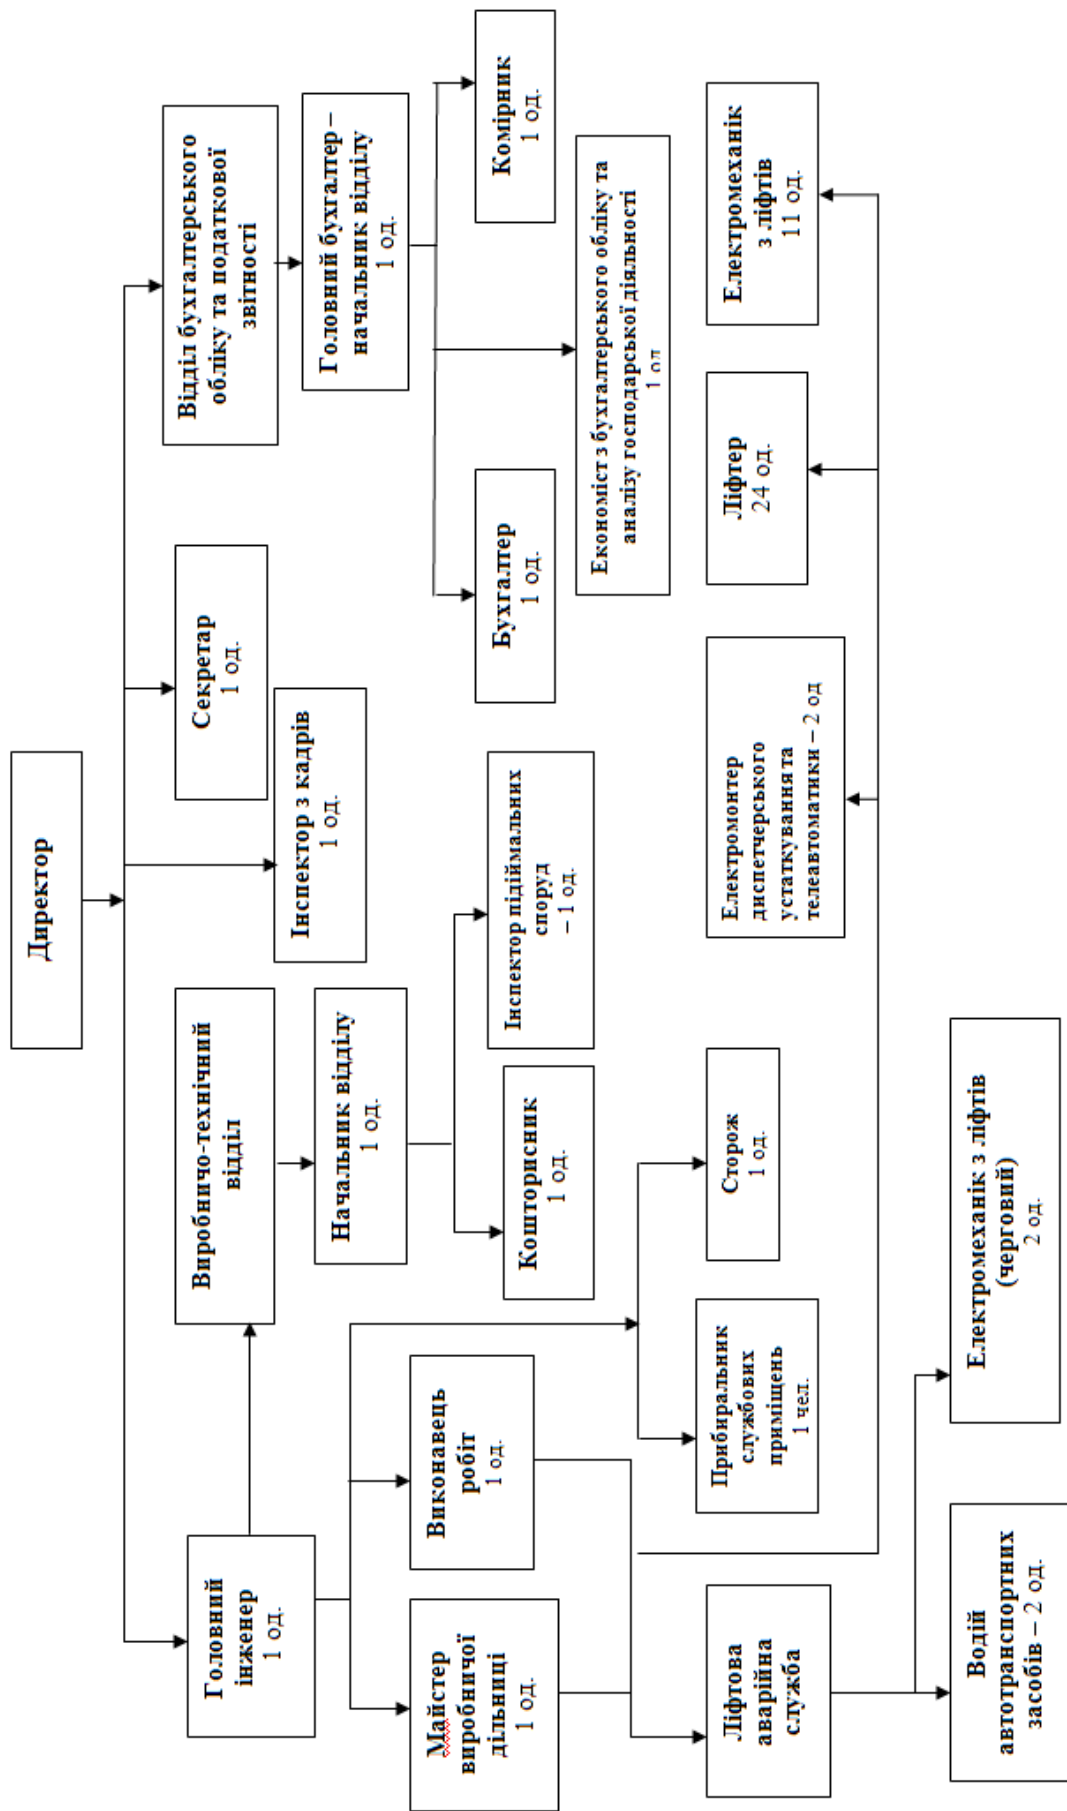 Директор
Головний
інженер
1 од.
Виробничо-технічний
відділ
Інспектор з кадрів
1 од.
Секретар
1 од.
Відділ бухгалтерського
обліку та податкової
звітності
Начальник відділу
1 од.
Головний бухгалтер –
начальник відділу
1 од.
Майстер
виробничої
дільниці
1 од.
Виконавець
робіт
1 од.
Кошторисник
1 од.
Інспектор підіймальних
споруд
– 1 од.
Бухгалтер
1 од.
Комірник
1 од.
Економіст з бухгалтерського обліку та
аналізу господарської діяльності
1 од
Ліфтова
аварійна
служба
Прибиральник
службових
приміщень
1 чел.
Сторож
1 од.
Електромонтер
диспетчерського
устаткування та
телеавтоматики – 2 од
Ліфтер
24 од.
Електромеханік
з ліфтів
11 од.
Водій
автотранспортних
засобів – 2 од.
Електромеханік з ліфтів
(черговий)
2 од.